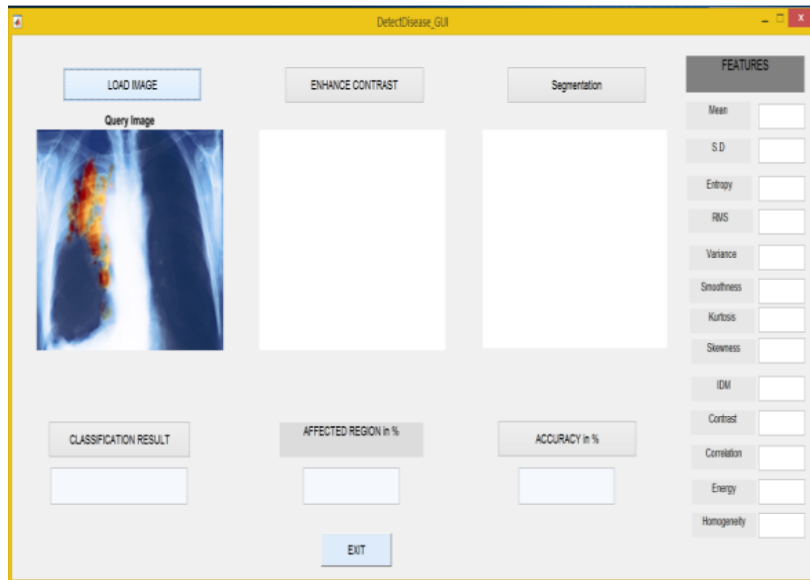 DetectDisease_GUI
LOAD IMAGE
ENHANCE CONTRAST
Segmentation
Query Image
CLASSIFICATION RESULT
AFFECTED REGION in %
ACCURACY in %
EXIT
FEATURES
Mean
S.D
Entropy
RMS
Variance
Smoothness
Kurtosis
Skewness
IDM
Contrast
Correlation
Energy
Homogeneity